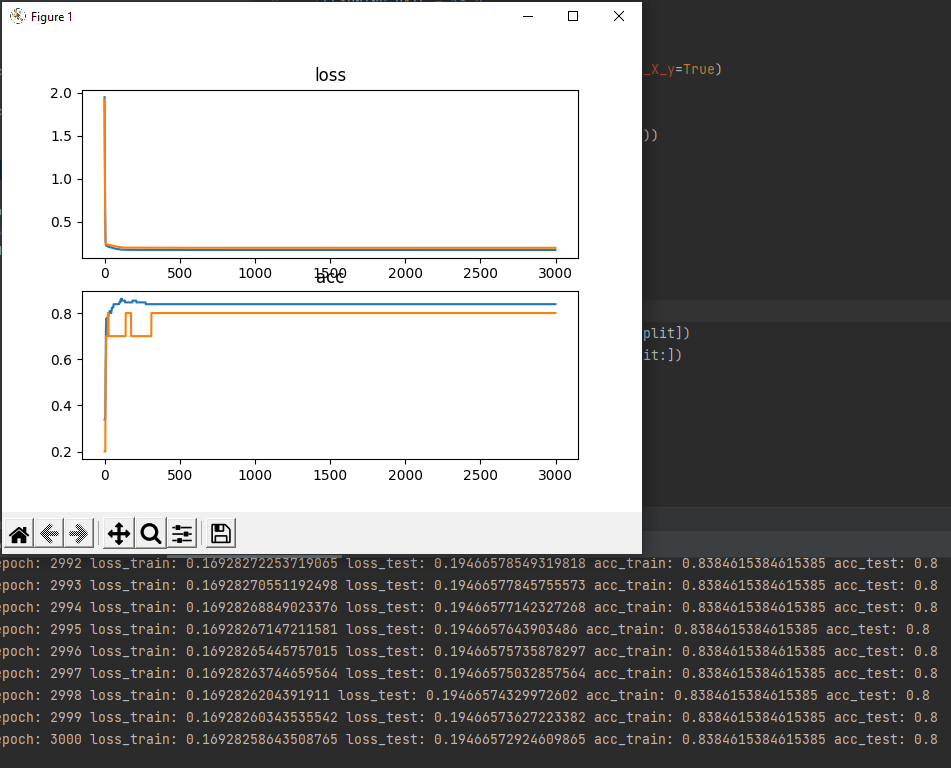 Figure 1
_X_y=True)
))
plit])
it:])
loss
2.0
1.5
1.0
0.5
0 500 1000 1500 2000 2500 3000
acc
0.8
0.6
0.4
0.2
0 500 1000 1500 2000 2500 3000
epoch: 2992 loss_train: 0.16928272253719065 loss_test: 0.19466578549319818 acc_train: 0.8384615384615385 acc_test: 0.8
epoch: 2993 loss_train: 0.16928270551192498 loss_test: 0.19466577845755573 acc_train: 0.8384615384615385 acc_test: 0.8
epoch: 2994 loss_train: 0.16928268849023376 loss_test: 0.19466577142327268 acc_train: 0.8384615384615385 acc_test: 0.8
epoch: 2995 loss_train: 0.16928267147211581 loss_test: 0.1946657643903486 acc_train: 0.8384615384615385 acc_test: 0.8
epoch: 2996 loss_train: 0.16928265445757015 loss_test: 0.19466575735878297 acc_train: 0.8384615384615385 acc_test: 0.8
epoch: 2997 loss_train: 0.16928263744659564 loss_test: 0.19466575032857564 acc_train: 0.8384615384615385 acc_test: 0.8
epoch: 2998 loss_train: 0.1692826204391911 loss_test: 0.19466574329972602 acc_train: 0.8384615384615385 acc_test: 0.8
epoch: 2999 loss_train: 0.16928260343535542 loss_test: 0.19466573627223382 acc_train: 0.8384615384615385 acc_test: 0.8
epoch: 3000 loss_train: 0.16928258643508765 loss_test: 0.19466572924609865 acc_train: 0.8384615384615385 acc_test: 0.8